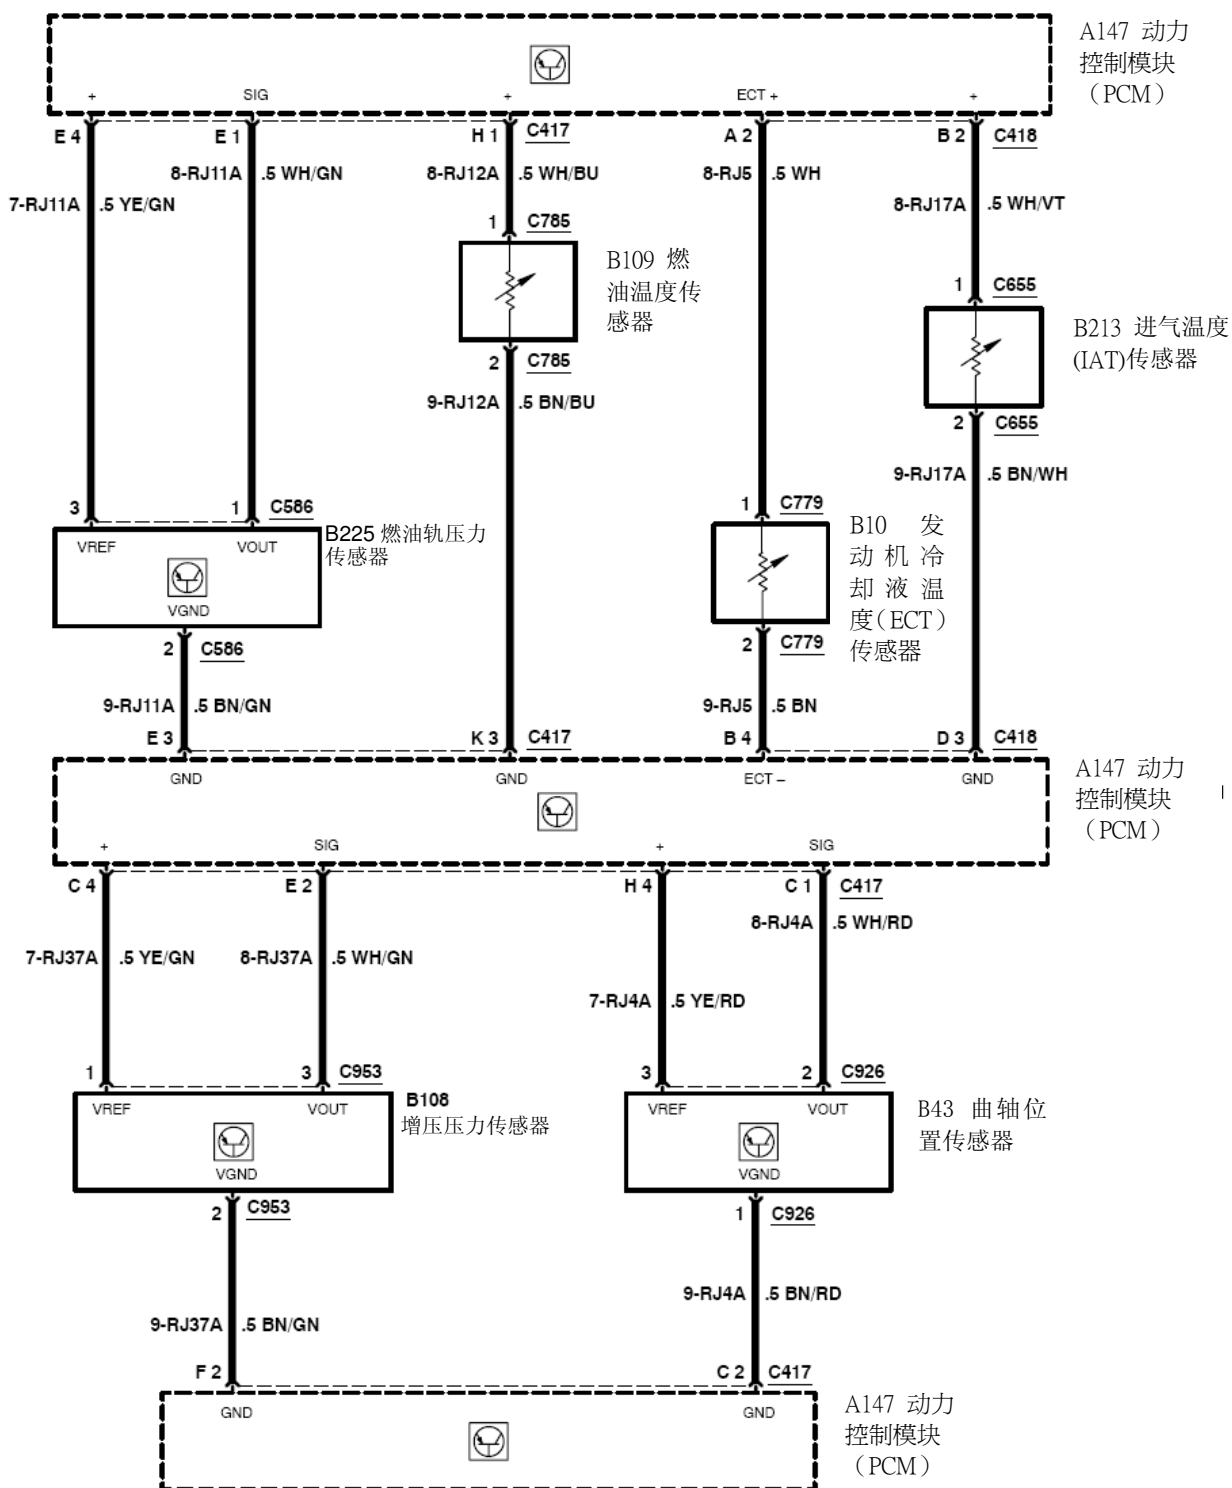 A147 动力
控制模块
（PCM）
+ SIG + ECT + +
E 4 E 1 H 1 C417 A 2 B 2 C418
8-RJ11A .5 WH/GN 8-RJ12A .5 WH/BU 8-RJ5 .5 WH
7-RJ11A .5 YE/GN 8-RJ17A .5 WH/VT
1 C785
B109 燃
油温度传
感器
1 C655
B213 进气温度
(IAT)传感器
2 C785
9-RJ12A .5 BN/BU
2 C655
9-RJ17A .5 BN/WH
3 1 C586 1 C779
B225 燃油轨压力
传感器
VREF VOUT
VGND
B10 发
动机冷
却液温
度（ECT）
传感器
2 C586 2 C779
9-RJ11A .5 BN/GN 9-RJ5 .5 BN
E 3 K 3 C417 B 4 D 3 C418
GND GND ECT – GND
A147 动力
控制模块
（PCM）
+ SIG + SIG
C 4 E 2 H 4 C 1 C417
8-RJ4A .5 WH/RD
7-RJ37A .5 YE/GN 8-RJ37A .5 WH/GN
7-RJ4A .5 YE/RD
1 3 C953 3 2 C926
VREF VOUT
VGND
B108
增压压力传感器
VREF VOUT
VGND
B43 曲轴位
置传感器
2 C953 1 C926
9-RJ4A .5 BN/RD
9-RJ37A .5 BN/GN
F 2 C 2 C417
GND GND
A147 动力
控制模块
（PCM）